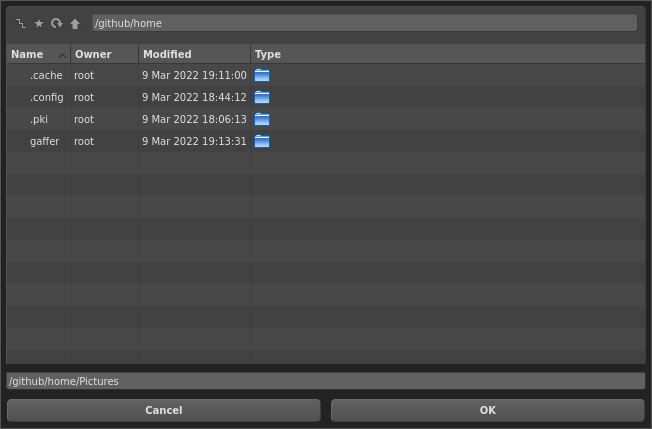 /github/home
Name Owner Modified Type
.cache root 9 Mar 2022 19:11:00
.config root 9 Mar 2022 18:44:12
.pki root 9 Mar 2022 18:06:13
gaffer root 9 Mar 2022 19:13:31
/github/home/Pictures
Cancel OK